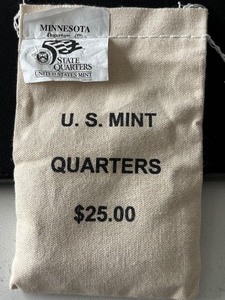 MINNESOTA
STATE
QUARTERS
UNITED STATES MINT
U. S. MINT
QUARTERS
$25.00